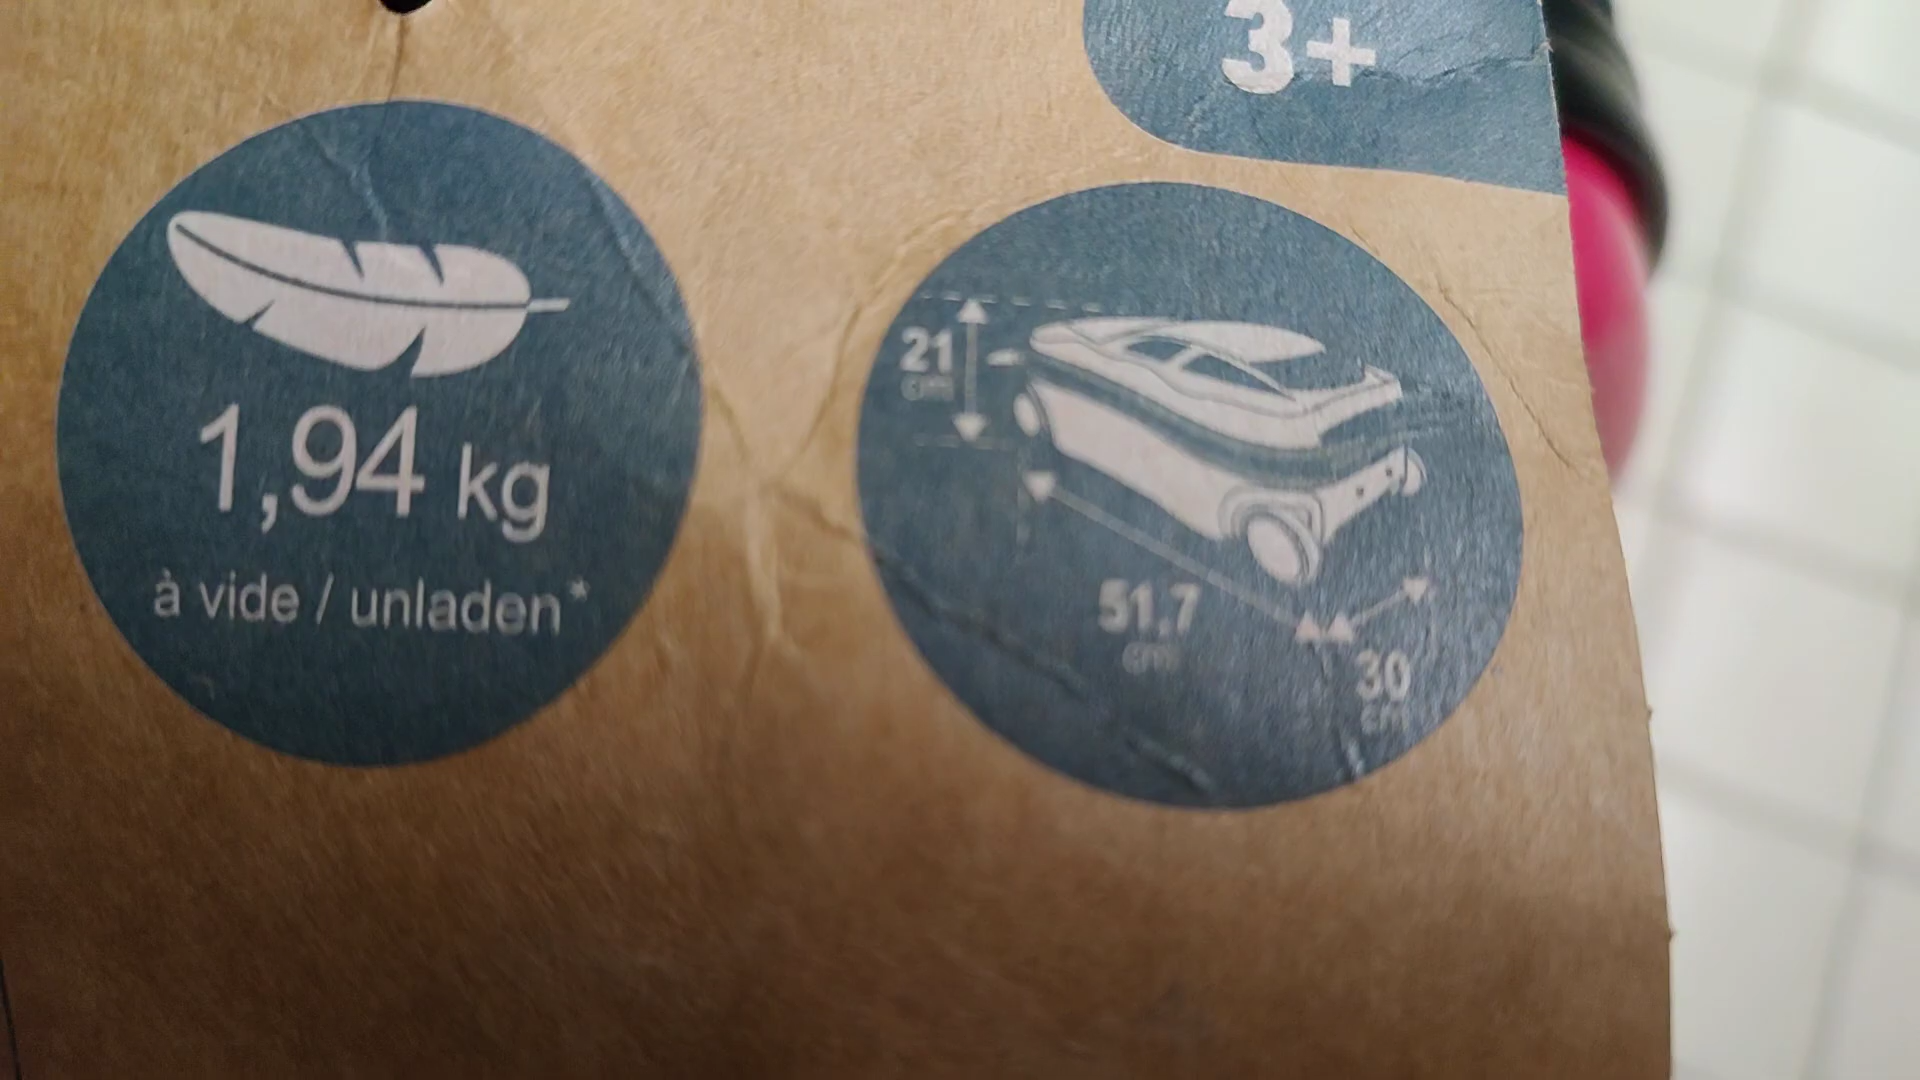 3+
1,94 kg
à vide / unladen*
21
cm
51,7
cm
30
cm